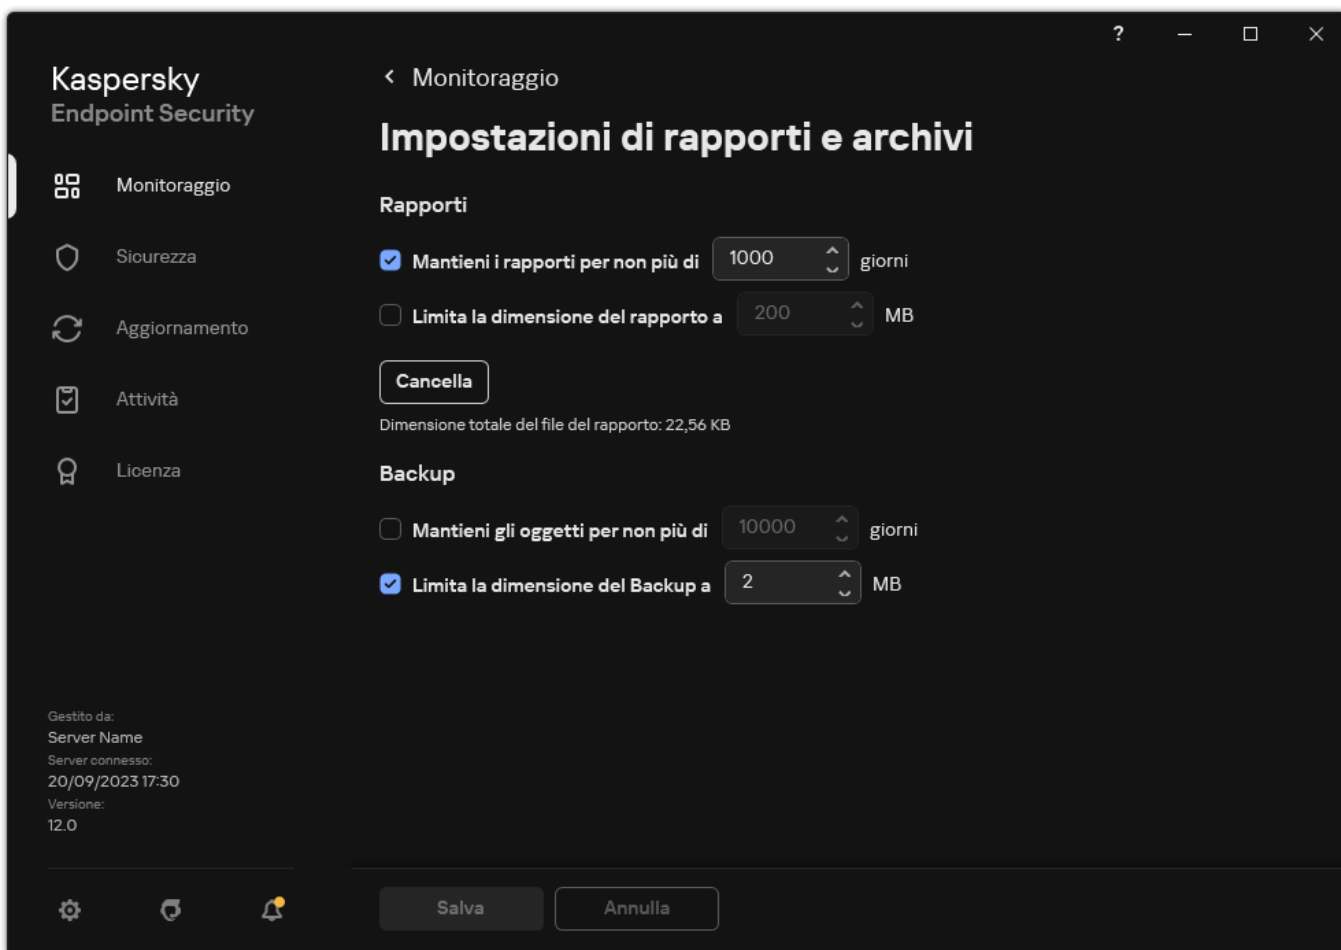 ?
Kaspersky
Endpoint Security
Monitoraggio
Sicurezza
Aggiornamento
Attività
Licenza
Gestito da:
Server Name
Server connesso:
20/09/2023 17:30
Versione:
12.0
Monitoraggio
Impostazioni di rapporti e archivi
Rapporti
Mantieni i rapporti per non più di 1000 giorni
Limita la dimensione del rapporto a 200 MB
Cancella
Dimensione totale del file del rapporto: 22,56 KB
Backup
Mantieni gli oggetti per non più di 10000 giorni
Limita la dimensione del Backup a 2 MB
Salva Annulla